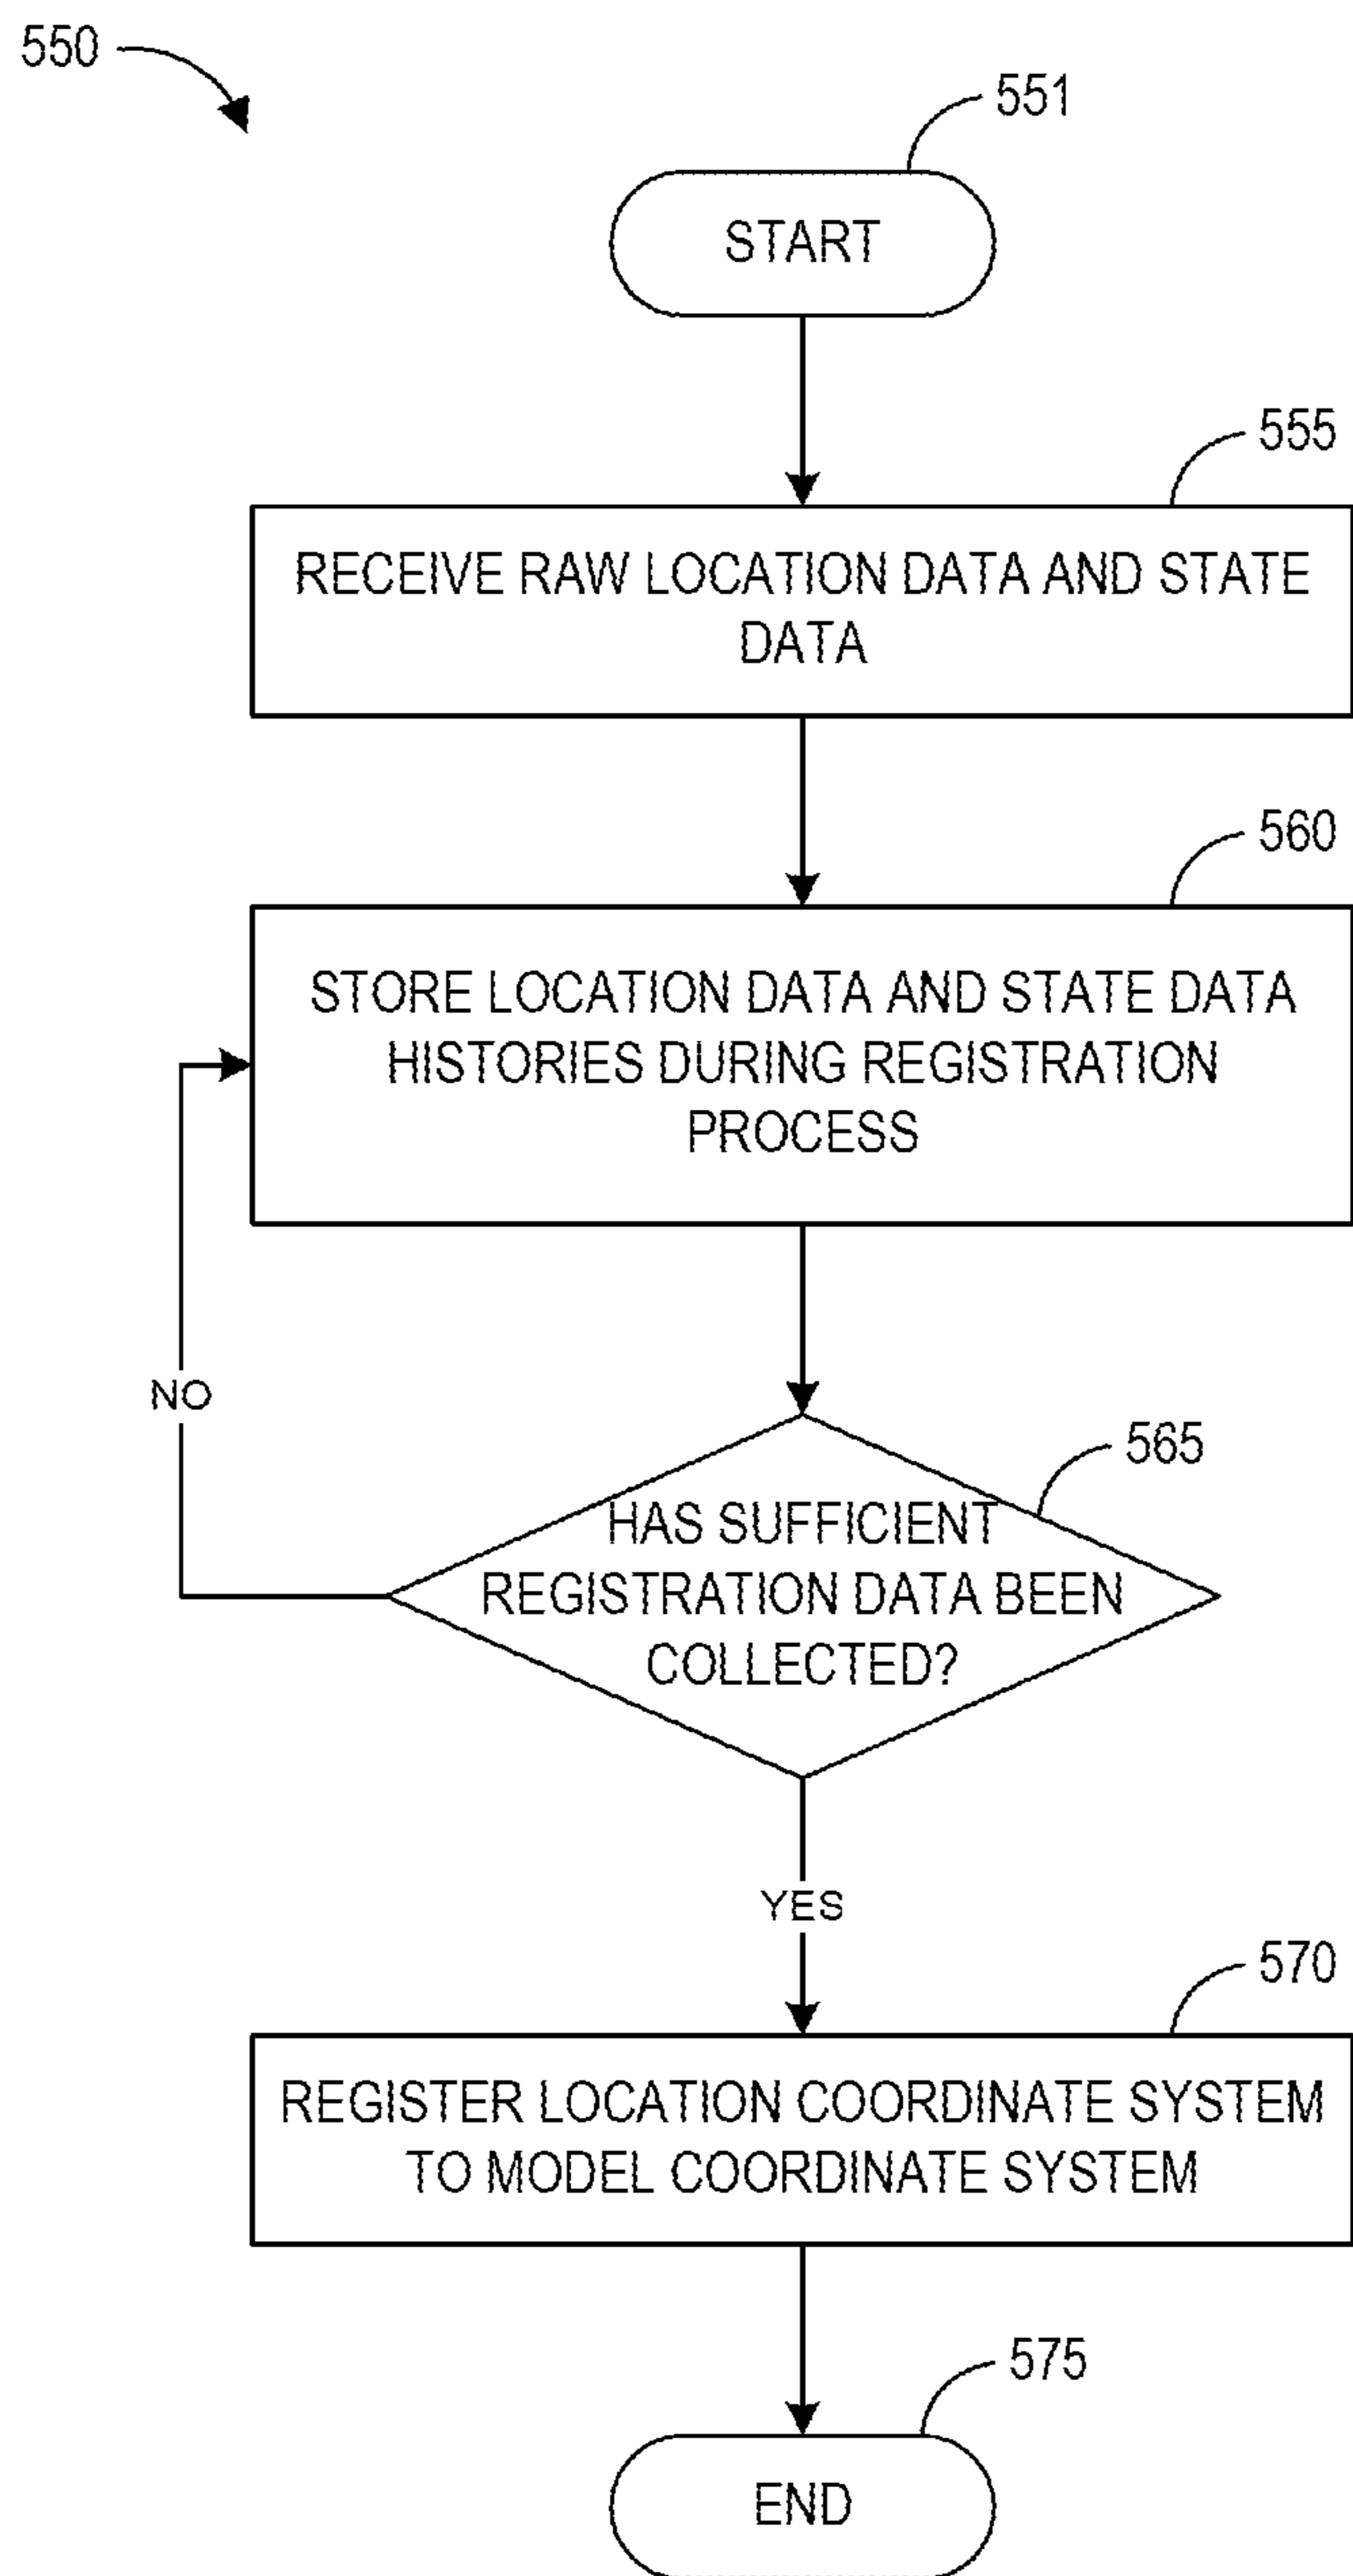 550
551
START
555
RECEIVE RAW LOCATION DATA AND STATE
DATA
560
STORE LOCATION DATA AND STATE DATA
HISTORIES DURING REGISTRATION
PROCESS
NO
565
HAS SUFFICIENT
REGISTRATION DATA BEEN
COLLECTED?
YES
570
REGISTER LOCATION COORDINATE SYSTEM
TO MODEL COORDINATE SYSTEM
575
END